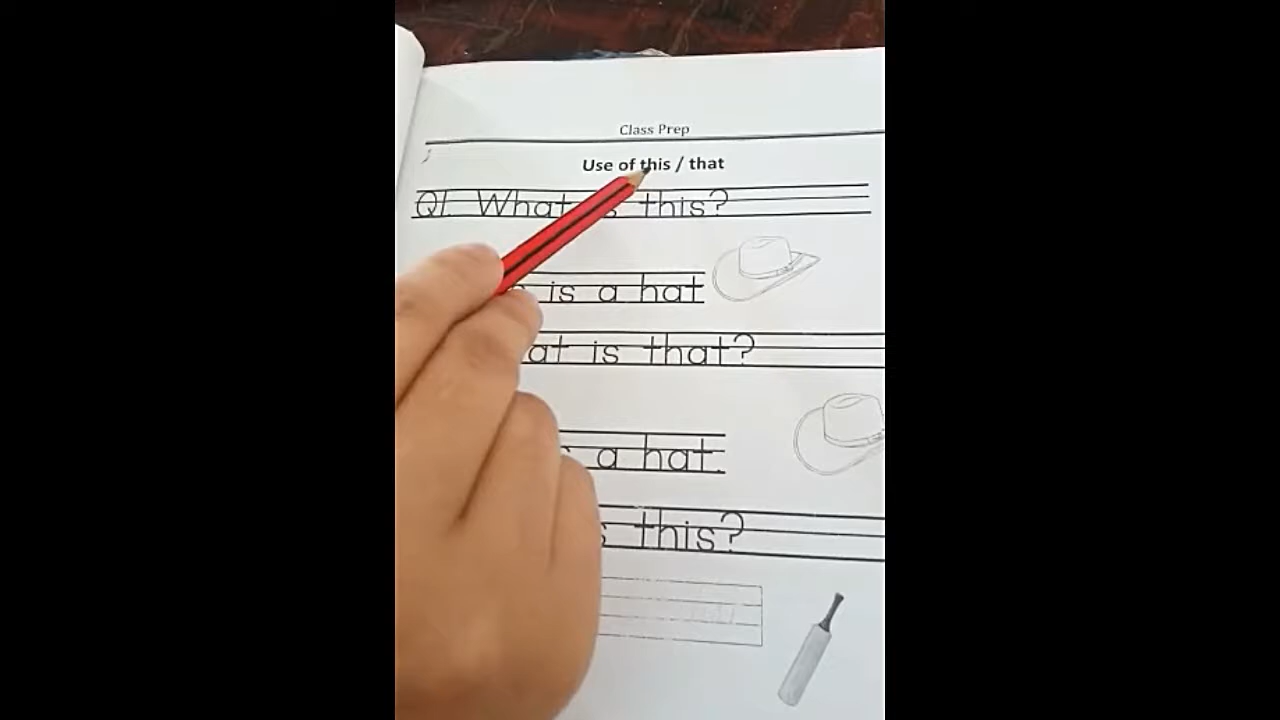 Class Prep
Use of this / that
Q1. What is this?
is a hat
at is that?
a hat.
s this?